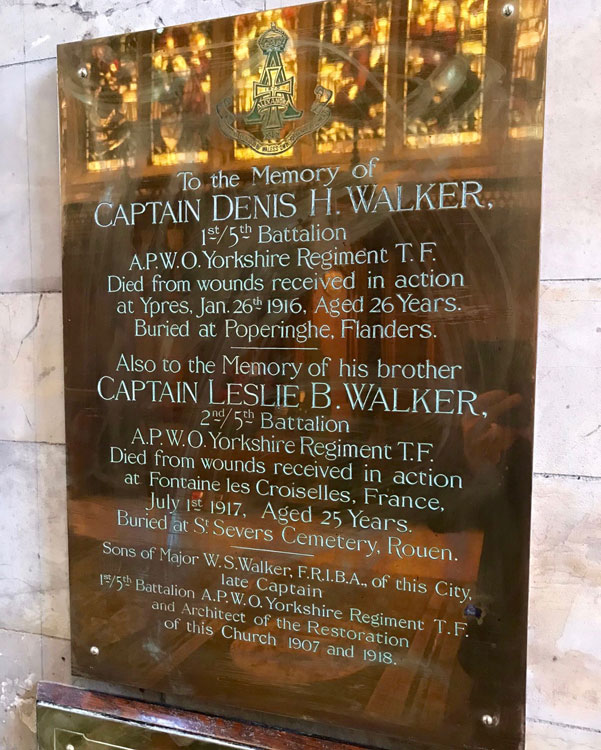 To the Memory of
CAPTAIN DENIS H. WALKER,
1st/5th Battalion
A.P.W.O. Yorkshire Regiment T.F.
Died from wounds received in action
at Ypres, Jan. 26th 1916, Aged 26 Years.
Buried at Poperinghe, Flanders.
Also to the Memory of his brother
CAPTAIN LESLIE B. WALKER,
2nd/5th Battalion
A.P.W.O. Yorkshire Regiment T.F.
Died from wounds received in action
at Fontaine les Croiselles, France,
July 1st 1917, Aged 25 Years.
Buried at St Severs Cemetery, Rouen.
Sons of Major W.S. Walker, F.R.I.B.A., of this City,
late Captain
1st/5th Battalion A.P.W.O. Yorkshire Regiment T.F.
and Architect of the Restoration
of this Church 1907 and 1918.